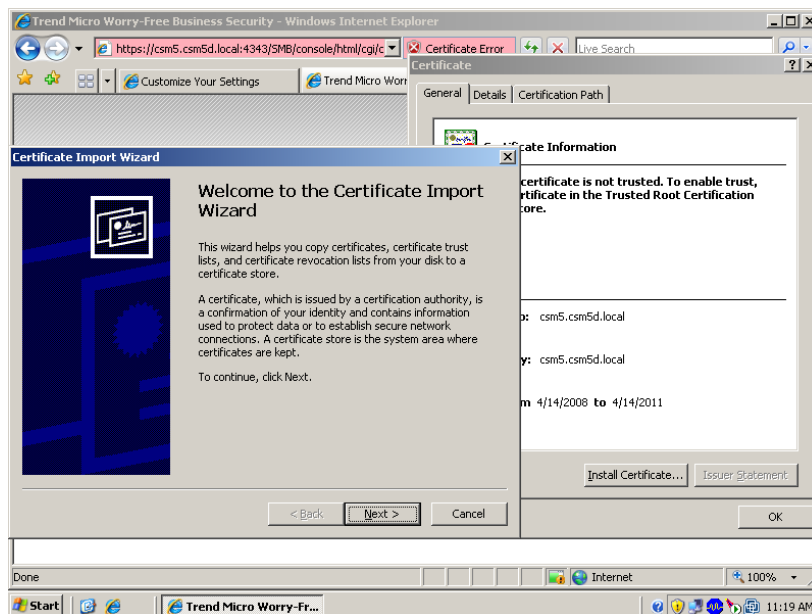 Trend Micro Worry-Free Business Security - Windows Internet Explorer
https://csm5.csm5d.local:4343/SMB/console/html/cgi/c
Certificate Error
Live Search
Customize Your Settings
Trend Micro Worr
Certificate
General
Details
Certification Path
cate Information
certificate is not trusted. To enable trust,
rtificate in the Trusted Root Certification
ore.
csm5.csm5d.local
y: csm5.csm5d.local
m 4/14/2008 to 4/14/2011
Install Certificate...
Issuer Statement
OK
Certificate Import Wizard
Welcome to the Certificate Import
Wizard
This wizard helps you copy certificates, certificate trust
lists, and certificate revocation lists from your disk to a
certificate store.
A certificate, which is issued by a certification authority, is
a confirmation of your identity and contains information
used to protect data or to establish secure network
connections. A certificate store is the system area where
certificates are kept.
To continue, click Next.
< Back
Next >
Cancel
Done
Internet
100%
Start
Trend Micro Worry-Fr...
11:19 AM